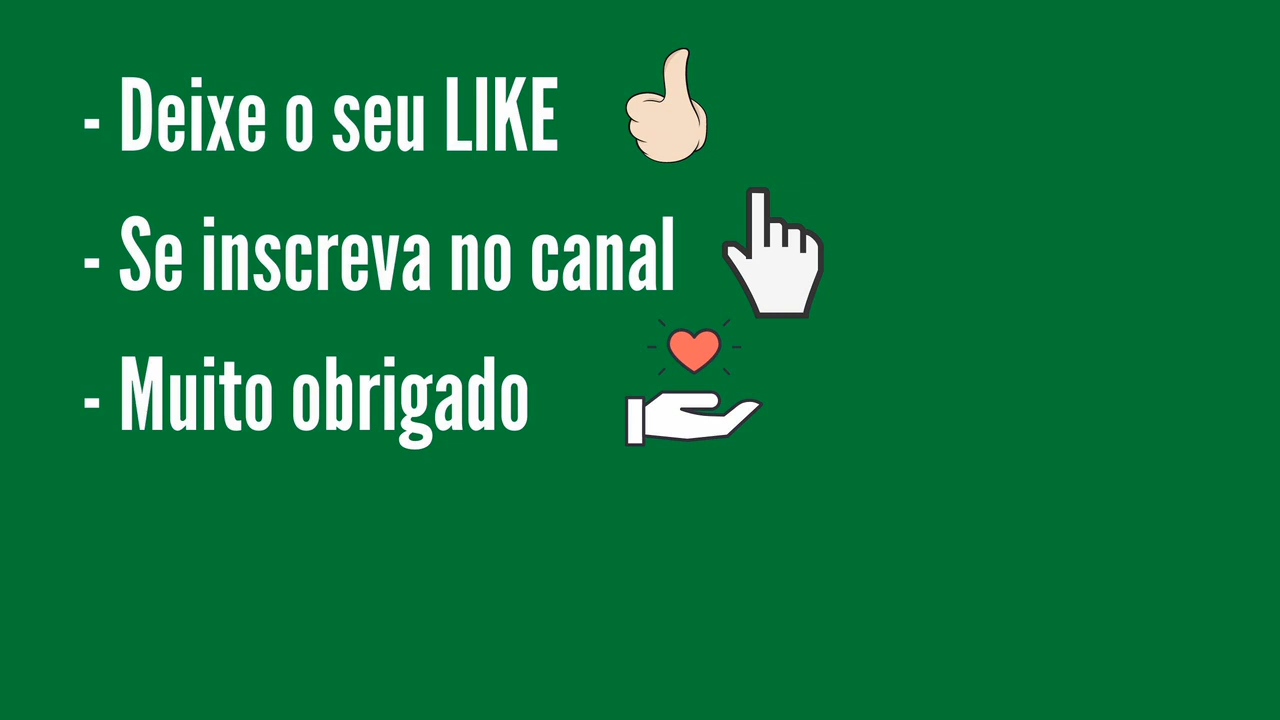 - Deixe o seu LIKE
- Se inscreva no canal
- Muito obrigado